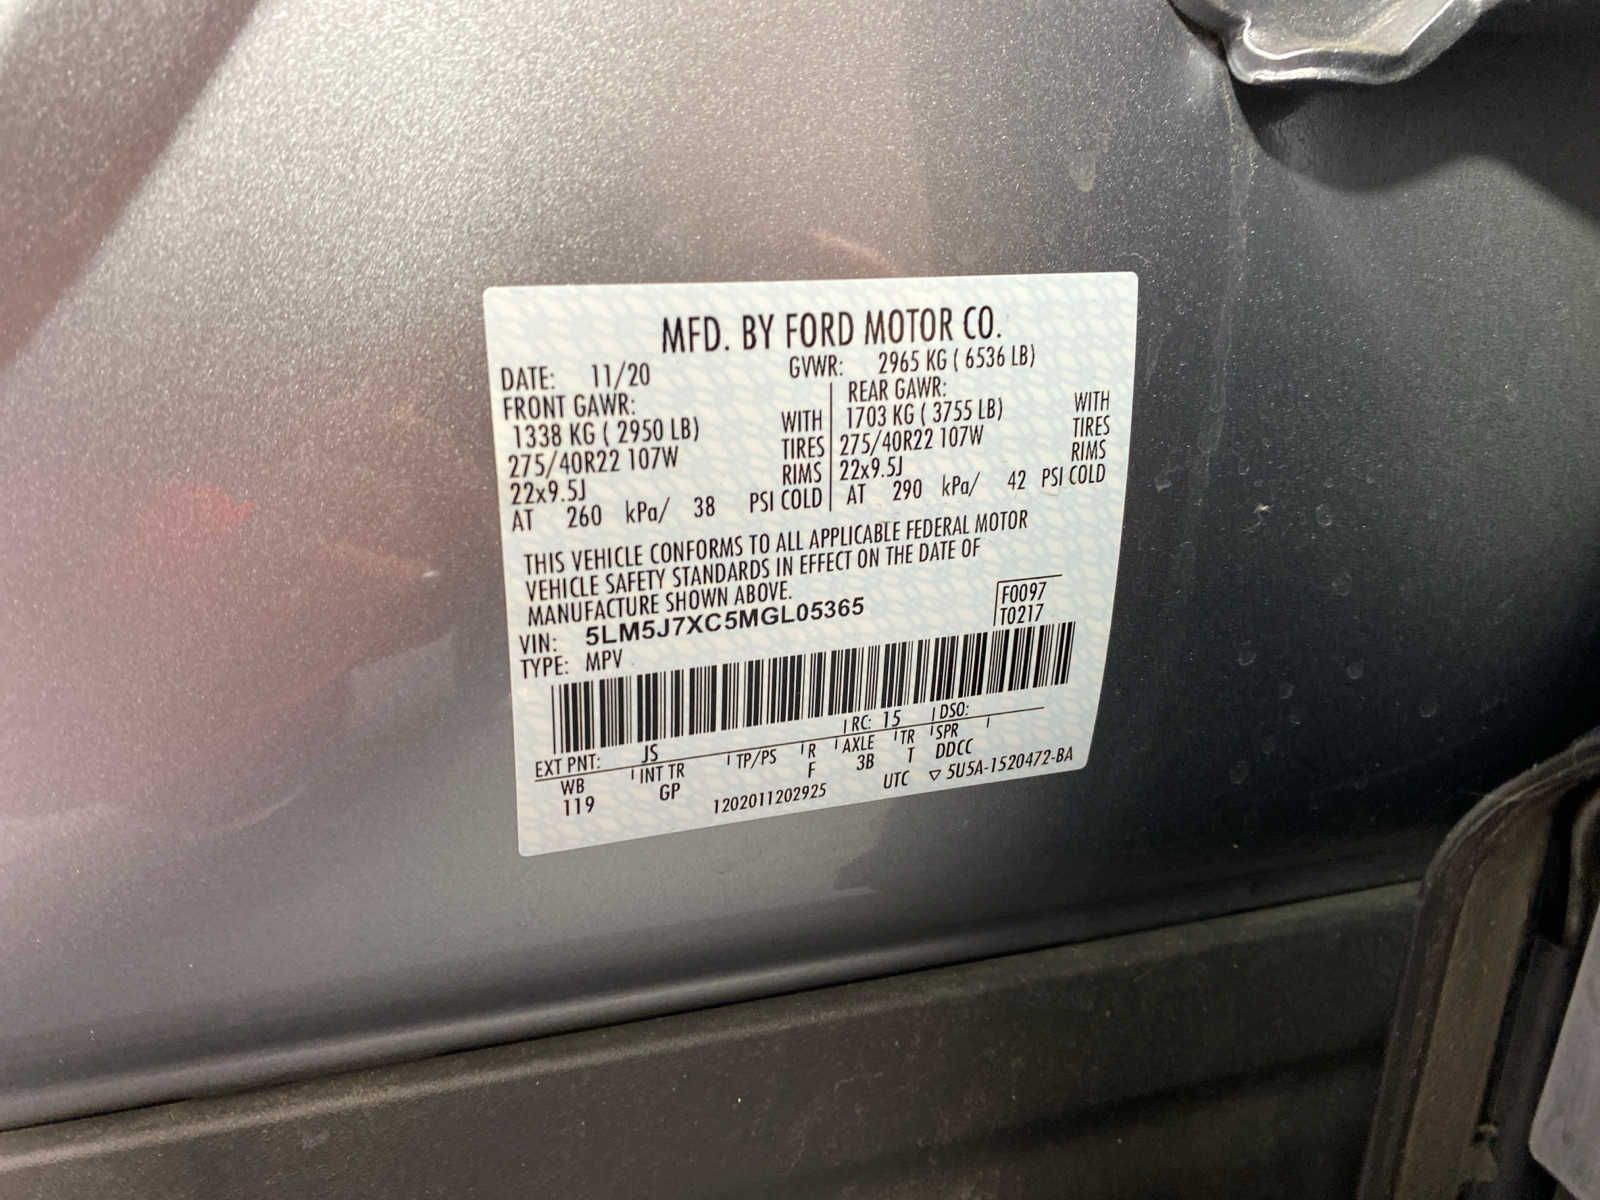 MFD. BY FORD MOTOR CO.
DATE: 11/20 GVWR: 2965 KG ( 6536 LB)
FRONT GAWR: REAR GAWR:
1338 KG ( 2950 LB) WITH 1703 KG ( 3755 LB) WITH
275/40R22 107W TIRES 275/40R22 107W TIRES
22x9.5J RIMS 22x9.5J RIMS
AT 260 kPa/ 38 PSI COLD AT 290 kPa/ 42 PSI COLD
THIS VEHICLE CONFORMS TO ALL APPLICABLE FEDERAL MOTOR
VEHICLE SAFETY STANDARDS IN EFFECT ON THE DATE OF
MANUFACTURE SHOWN ABOVE.
F0097
VIN: 5LM5J7XC5MGL05365 T0217
TYPE: MPV
EXT PNT: JS RC: 15 DSO:
WB INT TR TP/PS R AXLE TR SPR
119 GP F 3B T DDCC
1202011202925 UTC ▽ 5U5A-1520472-BA